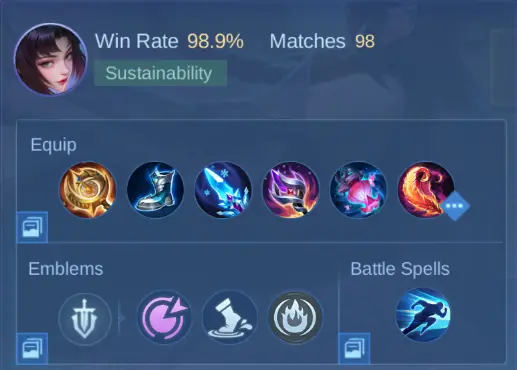 Win Rate 98.9% Matches 98
Sustainability
Equip
Emblems Battle Spells